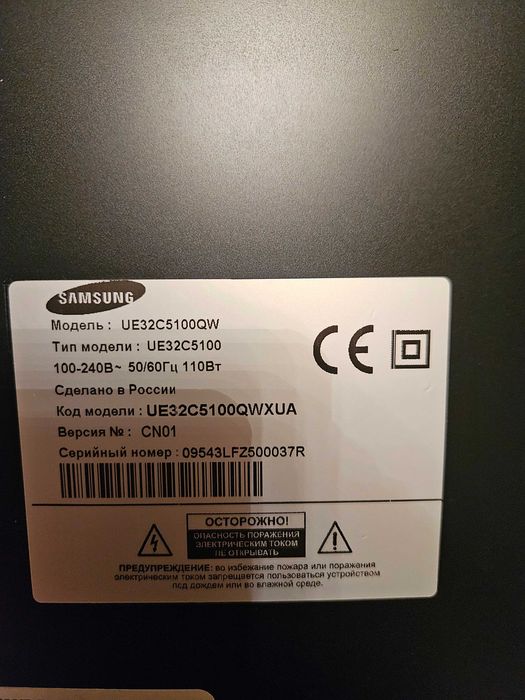 SAMSUNG
Модель : UE32C5100QW
Тип модели : UE32C5100
100-240В~ 50/60Гц 110Вт
Сделано в России
Код модели : UE32C5100QWXUA
Версия № : CN01
Серийный номер : 09543LFZ500037R
CE
ОСТОРОЖНО!
ОПАСНОСТЬ ПОРАЖЕНИЯ
ЭЛЕКТРИЧЕСКИМ ТОКОМ
НЕ ОТКРЫВАТЬ
ПРЕДУПРЕЖДЕНИЕ: во избежание пожара или поражения
электрическим током запрещается пользоваться устройством
под дождем или во влажной среде.